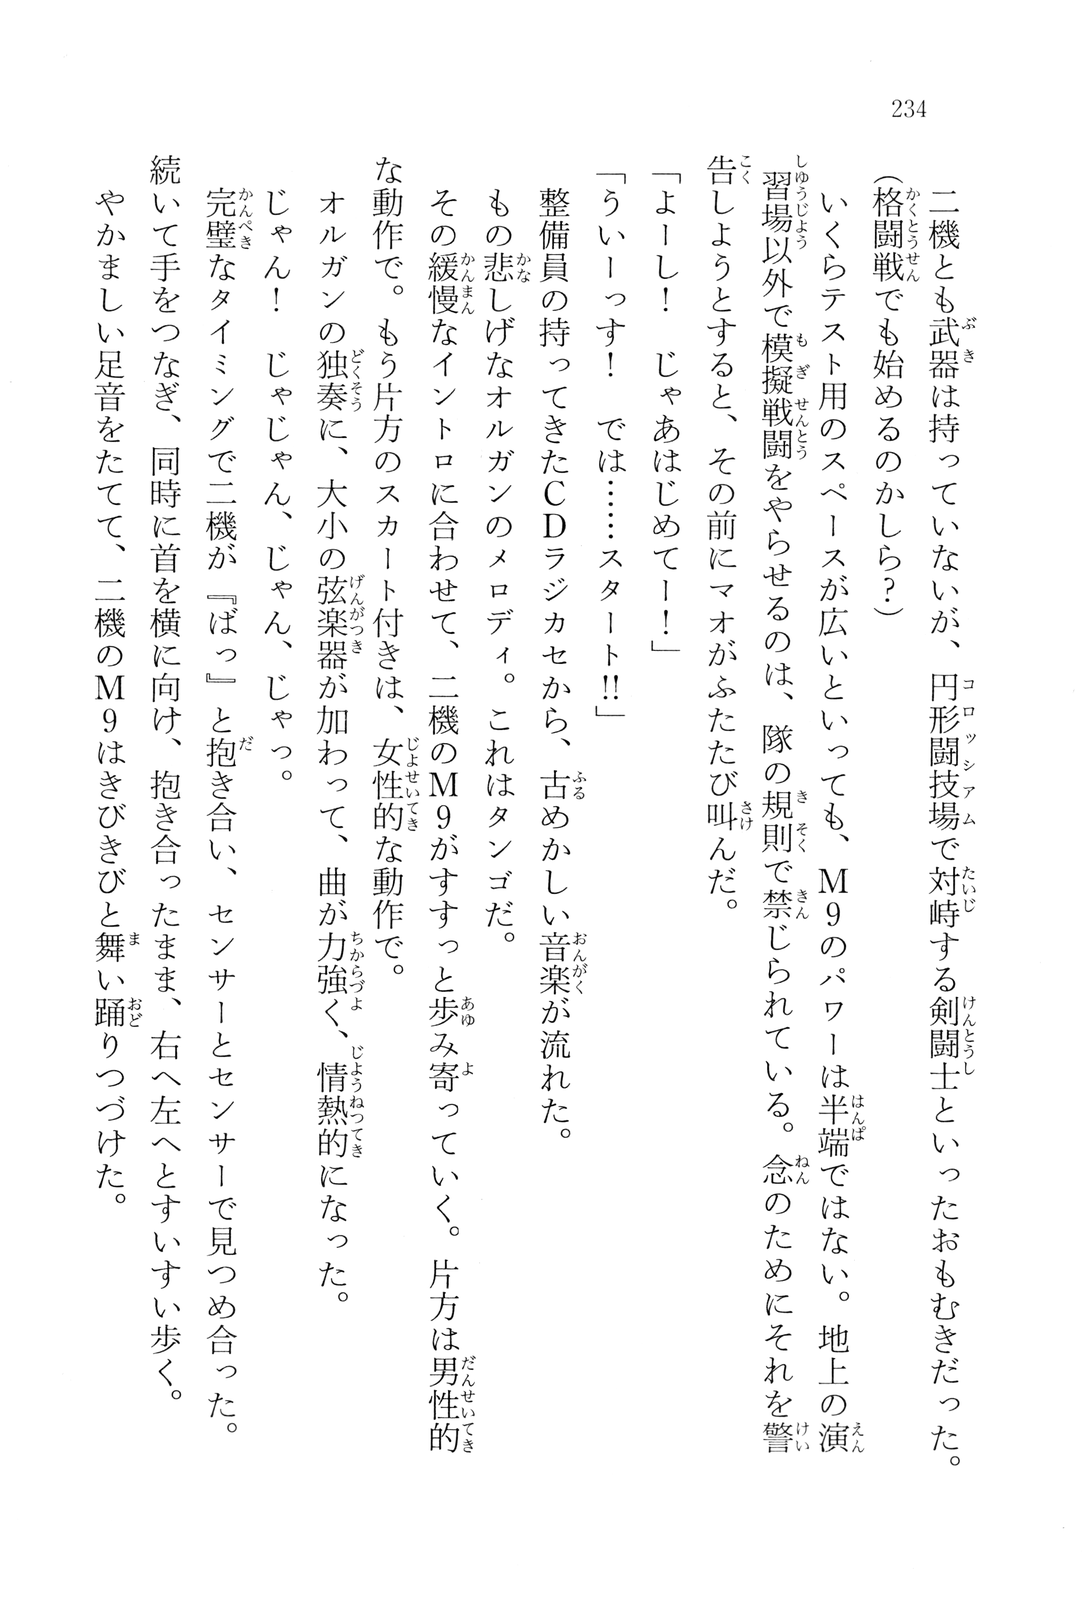 234
二機とも武器は持っていないが、円形闘技場で対峙する剣闘士といったおもむきだった。
（格闘戦でも始めるのかしら？）
いくらテスト用のスペースが広いといっても、M9のパワーは半端ではない。地上の演
習場以外で模擬戦闘をやらせるのは、隊の規則で禁じられている。念のためにそれを警
告しようとすると、その前にマオがふたたび叫んだ。
「よーし！　じゃあはじめてー！」
「ういーっす！　では……スタート!!」
整備員の持ってきたCDラジカセから、古めかしい音楽が流れた。
もの悲しげなオルガンのメロディ。これはタンゴだ。
その緩慢なイントロに合わせて、二機のM9がすすっと歩み寄っていく。片方は男性的
な動作で。もう片方のスカート付きは、女性的な動作で。
オルガンの独奏に、大小の弦楽器が加わって、曲が力強く、情熱的になった。
じゃん！　じゃじゃん、じゃん、じゃっ。
完璧なタイミングで二機が『ばっ』と抱き合い、センサーとセンサーで見つめ合った。
続いて手をつなぎ、同時に首を横に向け、抱き合ったまま、右へ左へとすいすい歩く。
やかましい足音をたてて、二機のM9はきびきびと舞い踊りつづけた。